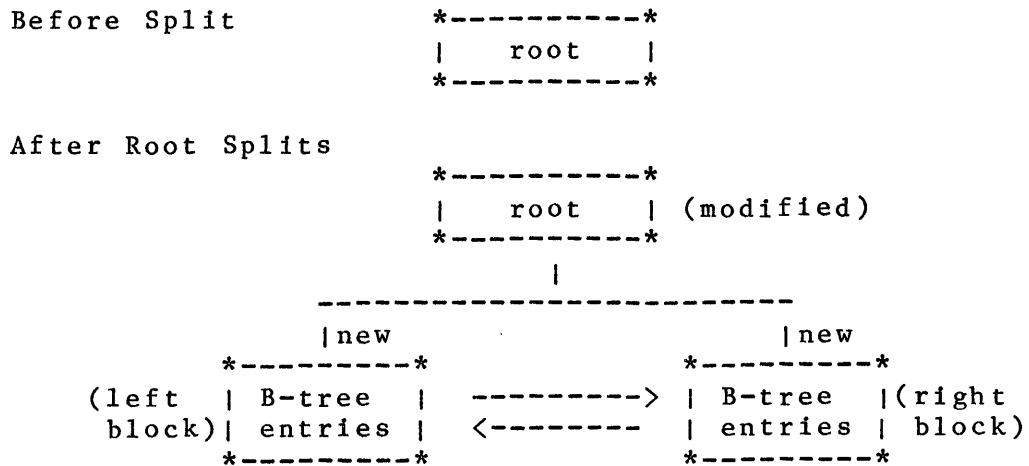 Before Split *----------*
| root |
*----------*
After Root Splits
*----------*
| root | (modified)
*----------*
|
------------------------
|new |new
*---------* *---------*
(left | B-tree | ---------> | B-tree |(right
block)| entries | <-------- | entries | block)
*---------* *---------*